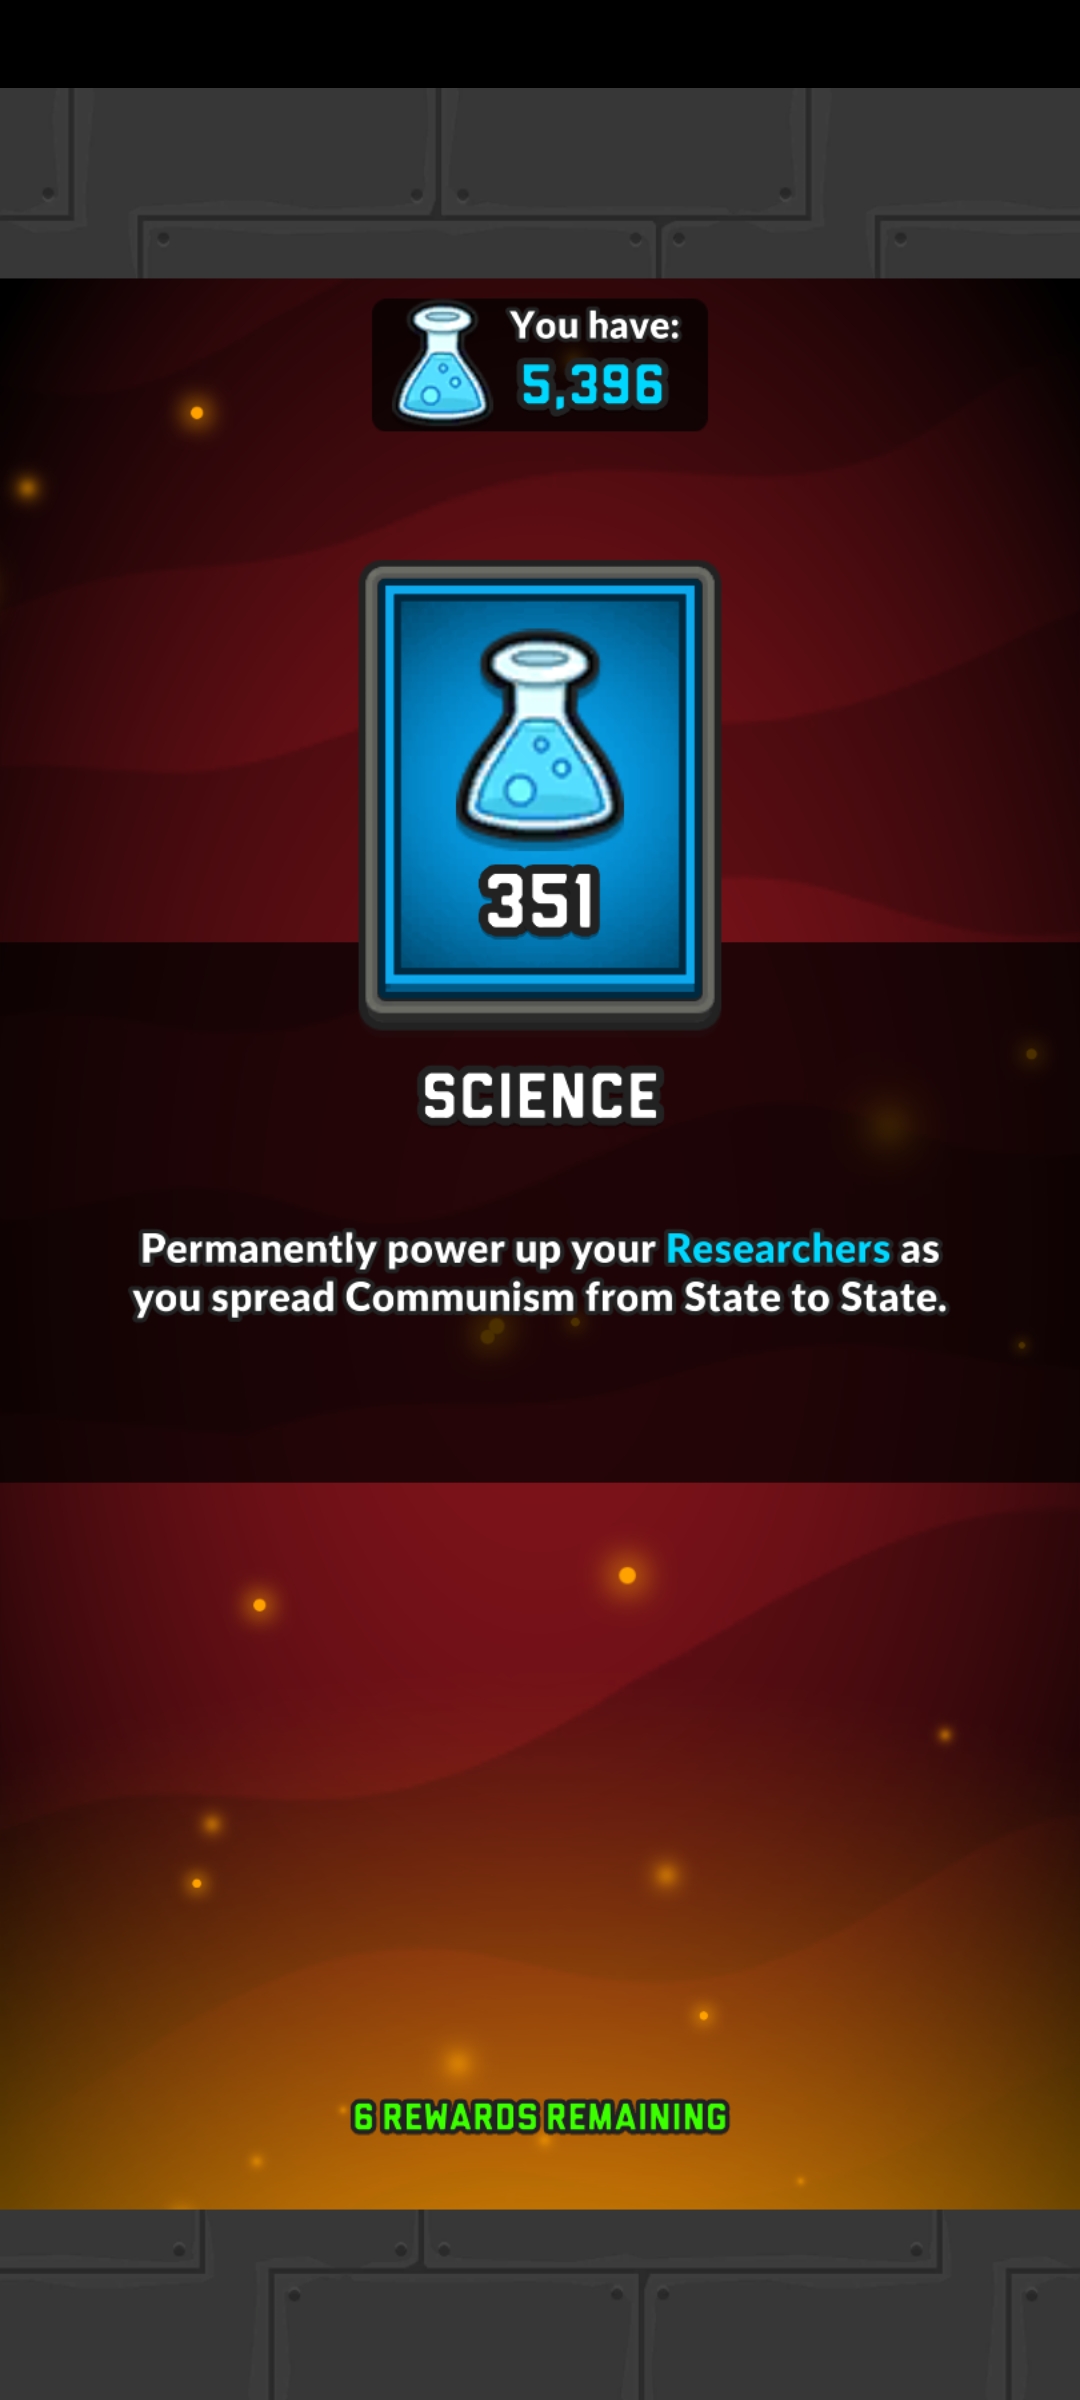 You have:
5,396
351
SCIENCE
Permanently power up your Researchers as
you spread Communism from State to State.
6 REWARDS REMAINING